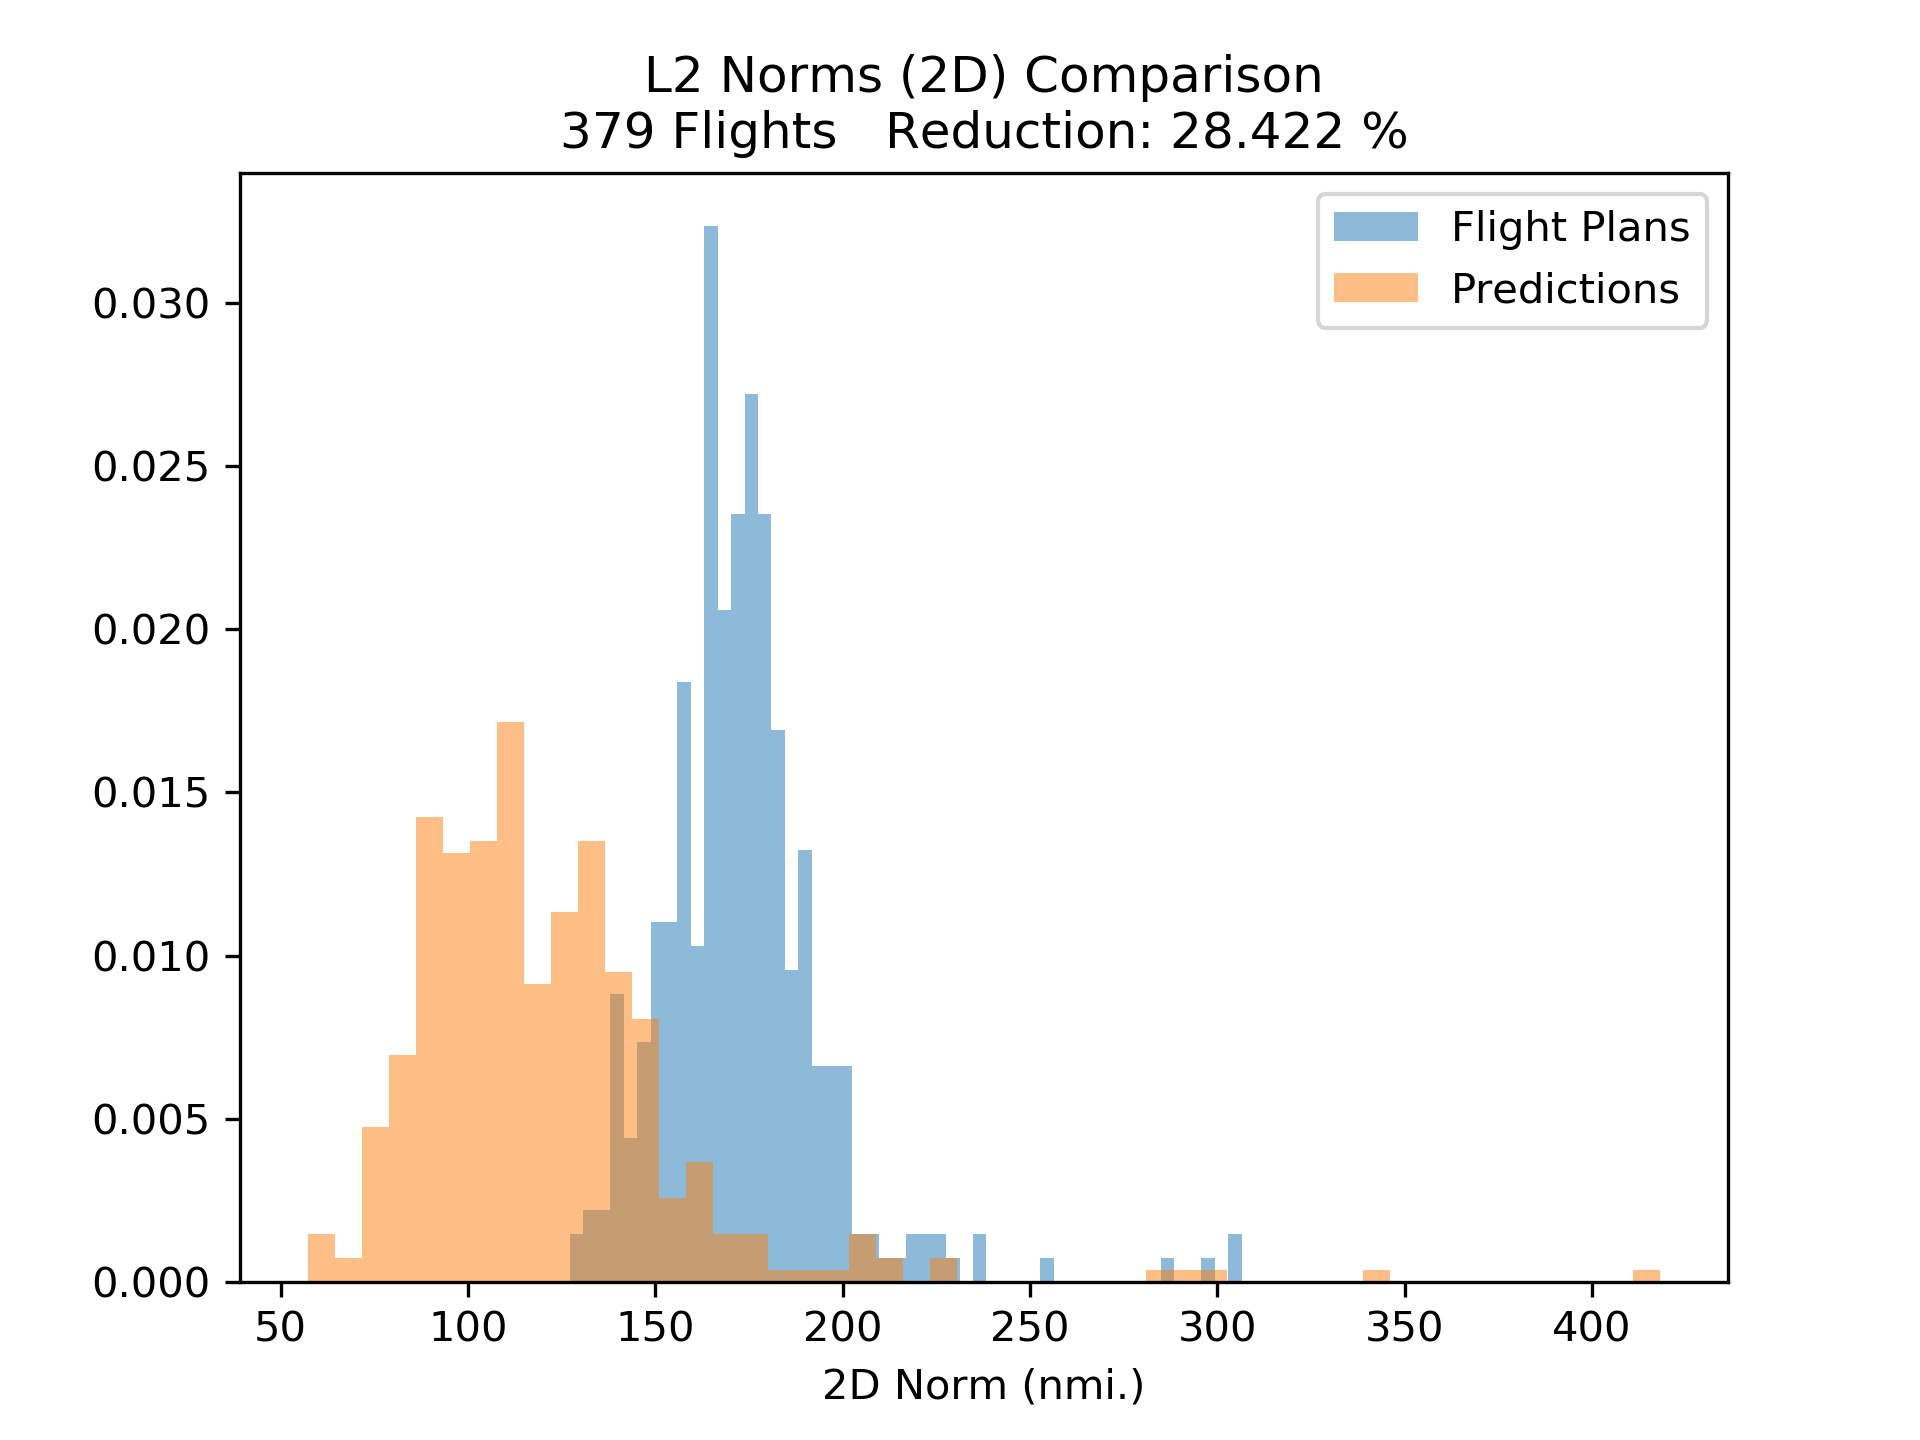 L2 Norms (2D) Comparison
379 Flights   Reduction: 28.422 %
Flight Plans
Predictions
0.030
0.025
0.020
0.015
0.010
0.005
0.000
50 100 150 200 250 300 350 400
2D Norm (nmi.)